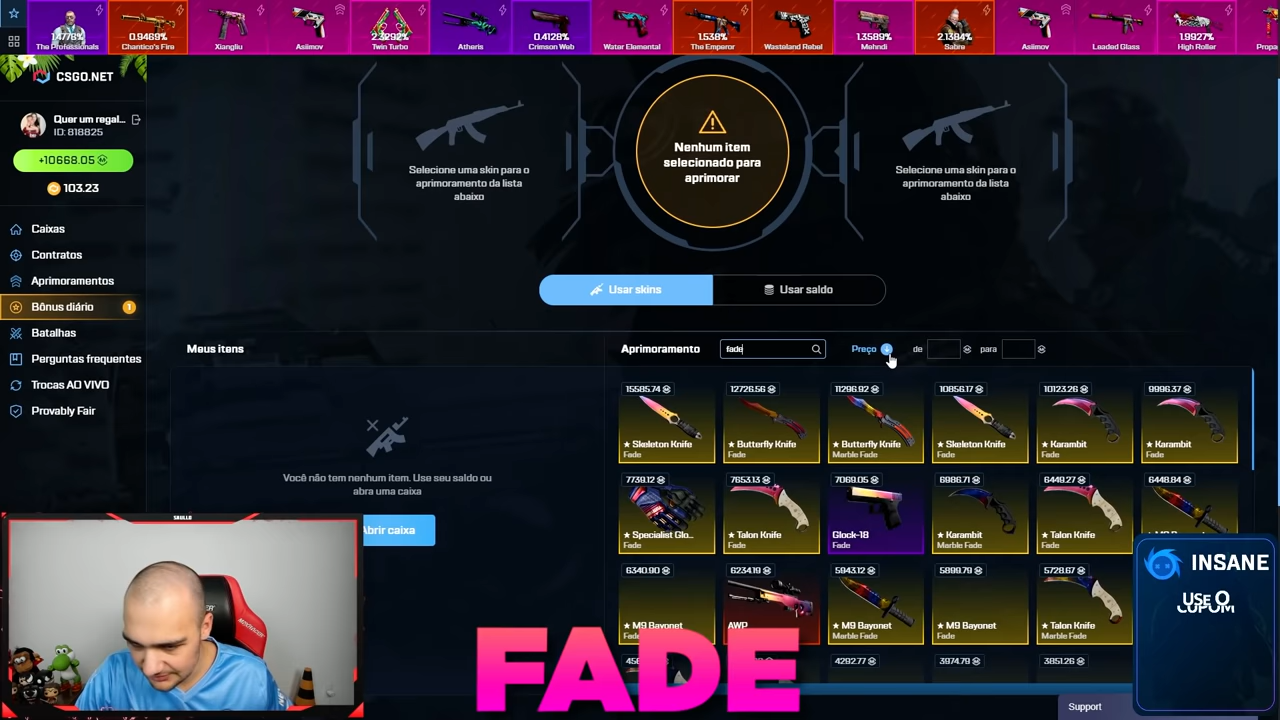 1.4776%
The Professionals
0.9469%
Chantico's Fire
Xiangliu
Asiimov
2.3292%
Twin Turbo
Atheris
0.4128%
Crimson Web
Water Elemental
1.538%
The Emperor
Wasteland Rebel
1.3589%
Mehndi
2.1384%
Sabre
Asiimov
Leaded Glass
1.9927%
High Roller
Propa
CSGO.NET
Quer um regal...
ID: 818825
+10668.05
103.23
Caixas
Contratos
Aprimoramentos
Bônus diário
1
Batalhas
Perguntas frequentes
Trocas AO VIVO
Provably Fair
Selecione uma skin para o
aprimoramento da lista
abaixo
Nenhum item
selecionado para
aprimorar
Selecione uma skin para o
aprimoramento da lista
abaixo
Usar skins
Usar saldo
Meus itens
Aprimoramento
fade
Preço
de
para
Você não tem nenhum item. Use seu saldo ou
abra uma caixa
Abrir caixa
15585.74
★ Skeleton Knife
Fade
12726.56
★ Butterfly Knife
Fade
11296.92
★ Butterfly Knife
Marble Fade
10856.17
★ Skeleton Knife
Fade
10123.26
★ Karambit
Fade
9996.37
★ Karambit
Fade
7739.12
★ Specialist Glo...
Fade
7653.13
★ Talon Knife
Fade
7069.05
Glock-18
Fade
6986.71
★ Karambit
Marble Fade
6449.27
★ Talon Knife
Fade
6448.84
6340.90
★ M9 Bayonet
Fade
6234.19
AWP
5943.12
★ M9 Bayonet
Marble Fade
5899.79
★ M9 Bayonet
Fade
5728.67
★ Talon Knife
Marble Fade
4292.77
3974.79
3851.26
FADE
SAULLO
INSANE
USE O
CUPOM
Support